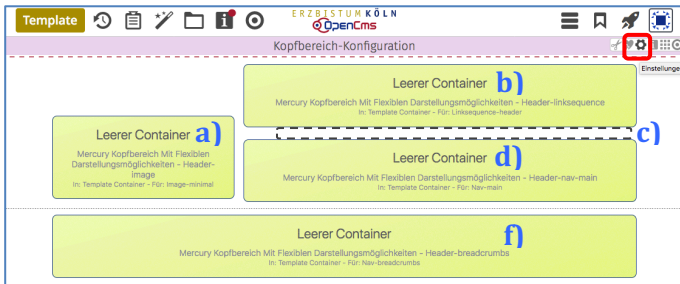 Template
ERZBISTUM KÖLN
OpenCms
Kopfbereich-Konfiguration
Einstellunge
Leerer Container b)
Mercury Kopfbereich Mit Flexiblen Darstellungsmöglichkeiten - Header-linksequence
In: Template Container - Für: Linksequence-header
Leerer Container a)
Mercury Kopfbereich Mit Flexiblen
Darstellungsmöglichkeiten - Header-
image
In: Template Container - Für: Image-minimal
c)
Leerer Container d)
Mercury Kopfbereich Mit Flexiblen Darstellungsmöglichkeiten - Header-nav-main
In: Template Container - Für: Nav-main
Leerer Container f)
Mercury Kopfbereich Mit Flexiblen Darstellungsmöglichkeiten - Header-breadcrumbs
In: Template Container - Für: Nav-breadcrumbs